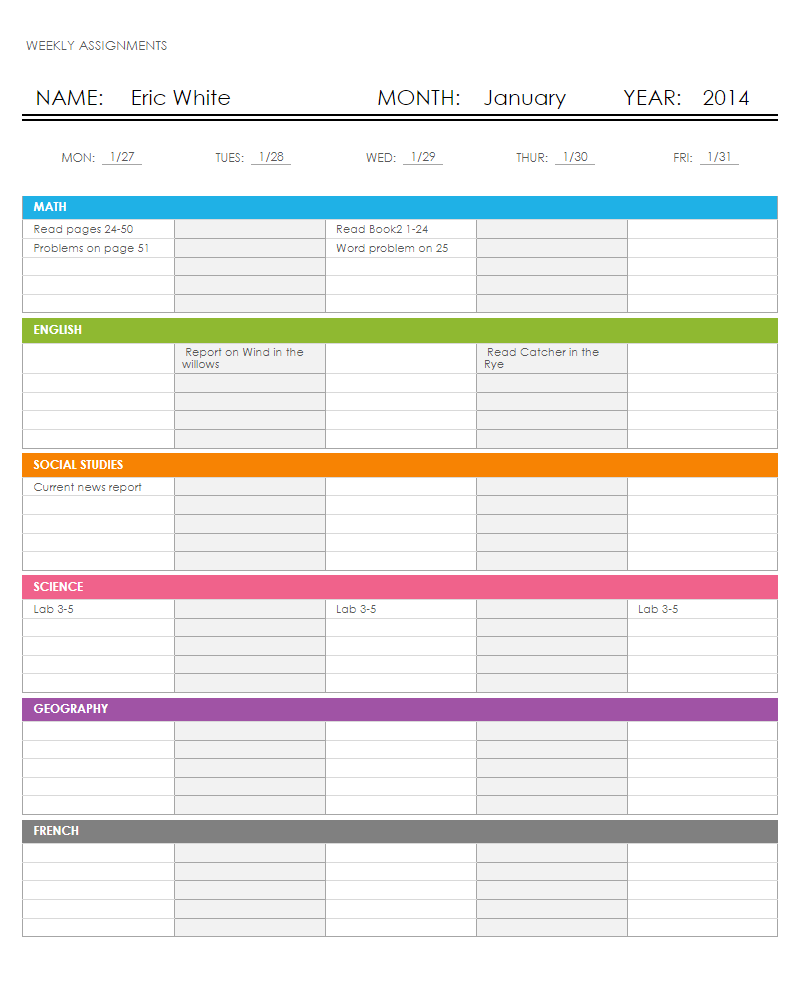 WEEKLY ASSIGNMENTS
NAME: Eric White MONTH: January YEAR: 2014
MON: 1/27 TUES: 1/28 WED: 1/29 THUR: 1/30 FRI: 1/31
MATH
Read pages 24-50 Read Book2 1-24
Problems on page 51 Word problem on 25
ENGLISH
Report on Wind in the Read Catcher in the
willows Rye
SOCIAL STUDIES
Current news report
SCIENCE
Lab 3-5 Lab 3-5 Lab 3-5
GEOGRAPHY
FRENCH